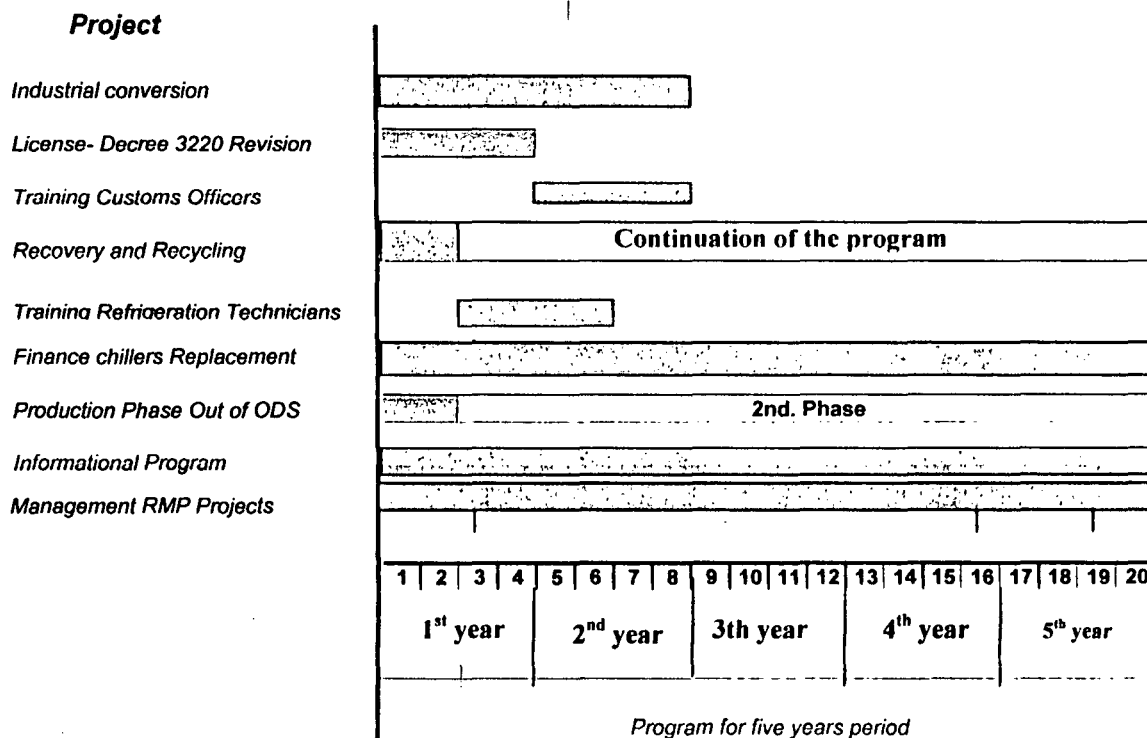 Project
Industrial conversion
License- Decree 3220 Revision
Training Customs Officers
Recovery and Recycling
Continuation of the program
Training Refrigeration Technicians
Finance chillers Replacement
Production Phase Out of ODS
2nd. Phase
Informational Program
Management RMP Projects
1 2 3 4 5 6 7 8 9 10 11 12 13 14 15 16 17 18 19 20
1st year 2nd year 3th year 4th year 5th year
Program for five years period